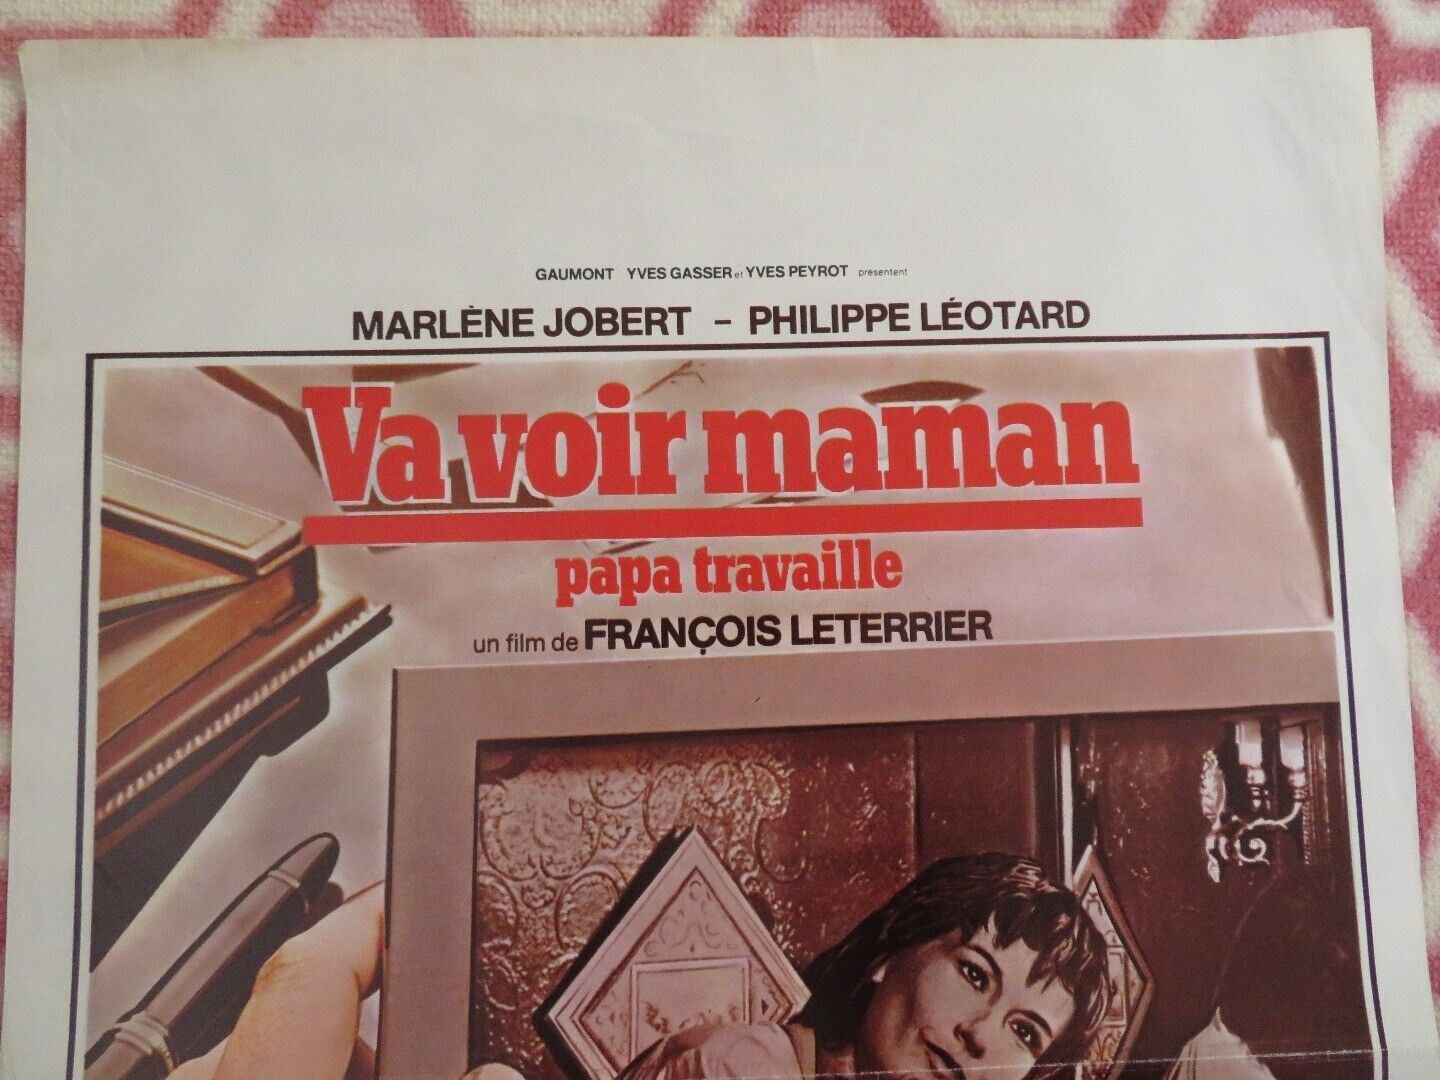 GAUMONT YVES GASSER et YVES PEYROT presentent
MARLÈNE JOBERT - PHILIPPE LÉOTARD
Va voir maman
papa travaille
un film de FRANÇOIS LETERRIER